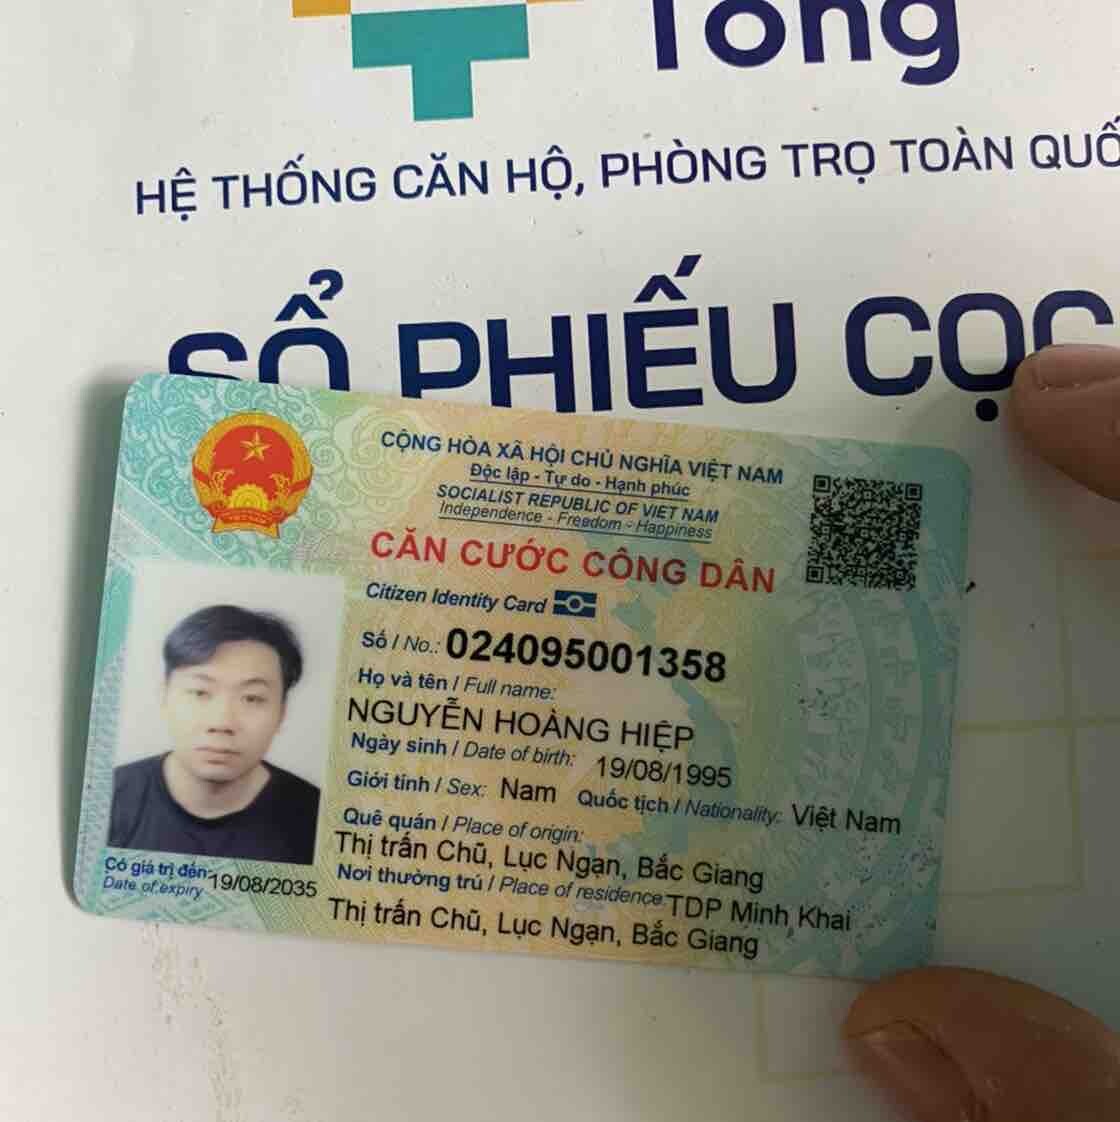 Tông
HỆ THỐNG CĂN HỘ, PHÒNG TRỌ TOÀN QUỐ
SỔ PHIẾU CỌC
CỘNG HÒA XÃ HỘI CHỦ NGHĨA VIỆT NAM
Độc lập - Tự do - Hạnh phúc
SOCIALIST REPUBLIC OF VIET NAM
Independence - Freedom - Happiness
CĂN CƯỚC CÔNG DÂN
Citizen Identity Card
Số / No.: 024095001358
Họ và tên / Full name:
NGUYỄN HOÀNG HIỆP
Ngày sinh / Date of birth: 19/08/1995
Giới tính / Sex: Nam Quốc tịch / Nationality: Việt Nam
Quê quán / Place of origin:
Thị trấn Chũ, Lục Ngạn, Bắc Giang
Nơi thường trú / Place of residence: TDP Minh Khai
Thị trấn Chũ, Lục Ngạn, Bắc Giang
Có giá trị đến: 19/08/2035
Date of expiry